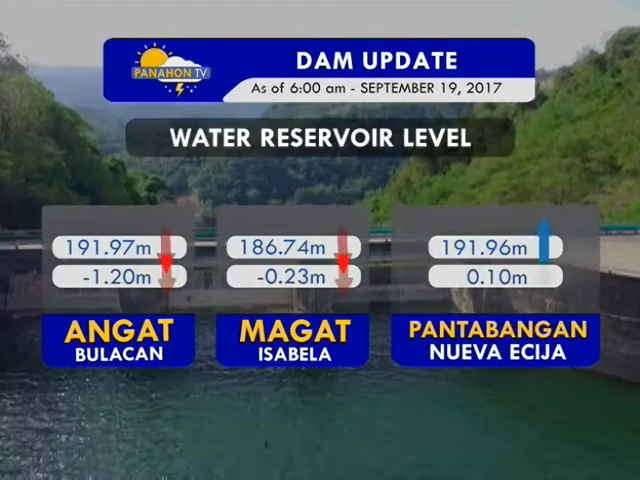 PANAHON TV
DAM UPDATE
As of 6:00 am - SEPTEMBER 19, 2017
WATER RESERVOIR LEVEL
191.97m
-1.20m
ANGAT
BULACAN
186.74m
-0.23m
MAGAT
ISABELA
191.96m
0.10m
PANTABANGAN
NUEVA ECIJA